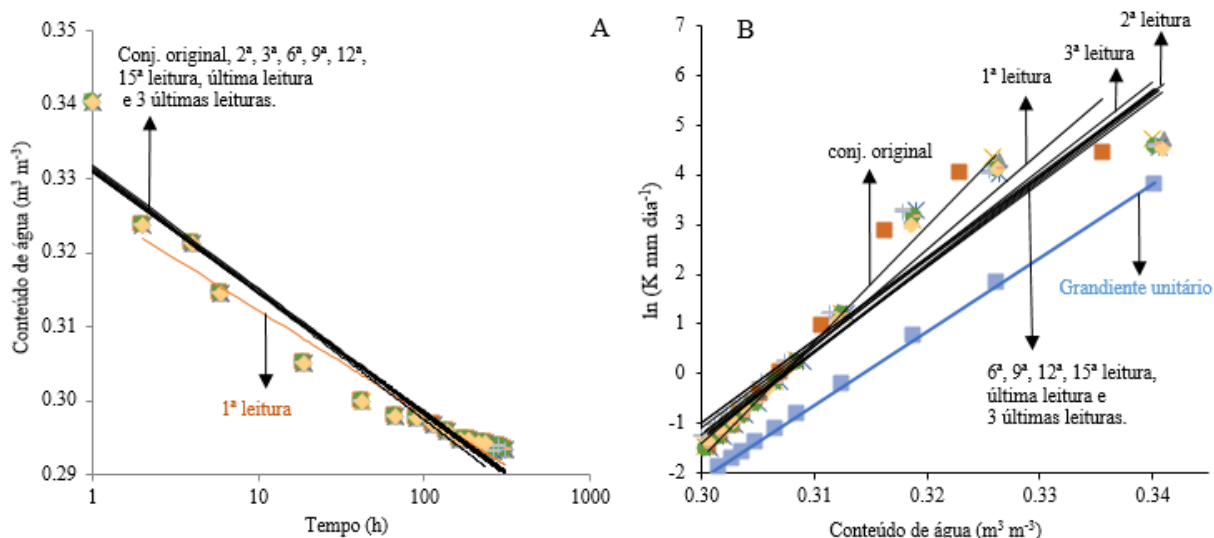 A
Conj. original, 2ª, 3ª, 6ª, 9ª, 12ª,
15ª leitura, última leitura
e 3 últimas leituras.
1ª leitura
Conteúdo de água (m³ m⁻³)
0.35
0.34
0.33
0.32
0.31
0.30
0.29
1
10
100
1000
Tempo (h)
B
2ª leitura
3ª leitura
1ª leitura
conj. original
Grandiente unitário
6ª, 9ª, 12ª, 15ª leitura,
última leitura e
3 últimas leituras.
ln (K mm dia⁻¹)
7
6
5
4
3
2
1
0
-1
-2
0.30
0.31
0.32
0.33
0.34
Conteúdo de água (m³ m⁻³)